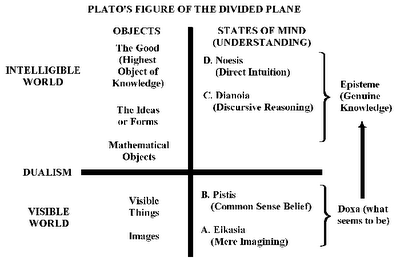 PLATO'S FIGURE OF THE DIVIDED PLANE
OBJECTS
STATES OF MIND
(UNDERSTANDING)
INTELLIGIBLE
WORLD
The Good
(Highest
Object of
Knowledge)
The Ideas
or Forms
Mathematical
Objects
D. Noesis
(Direct Intuition)
C. Dianoia
(Discursive Reasoning)
Episteme
(Genuine
Knowledge)
DUALISM
VISIBLE
WORLD
Visible
Things
Images
B. Pistis
(Common Sense Belief)
A. Eikasia
(Mere Imagining)
Doxa (what
seems to be)